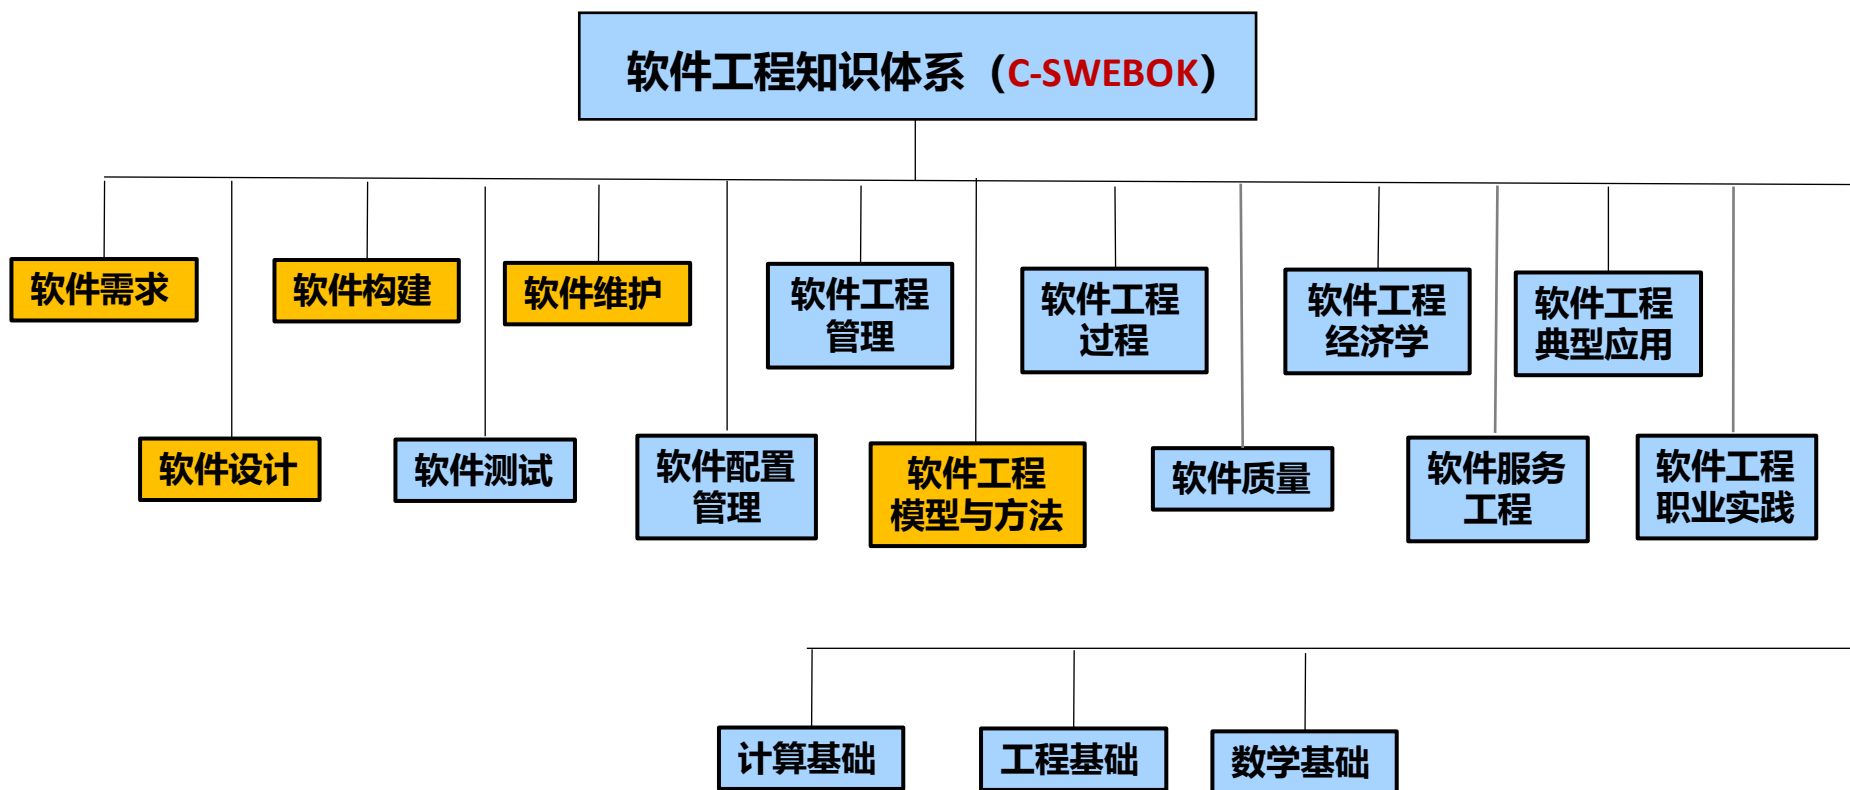 软件工程知识体系（C-SWEBOK）
软件需求
软件构建
软件维护
软件工程
管理
软件工程
过程
软件工程
经济学
软件工程
典型应用
软件设计
软件测试
软件配置
管理
软件工程
模型与方法
软件质量
软件服务
工程
软件工程
职业实践
计算基础
工程基础
数学基础